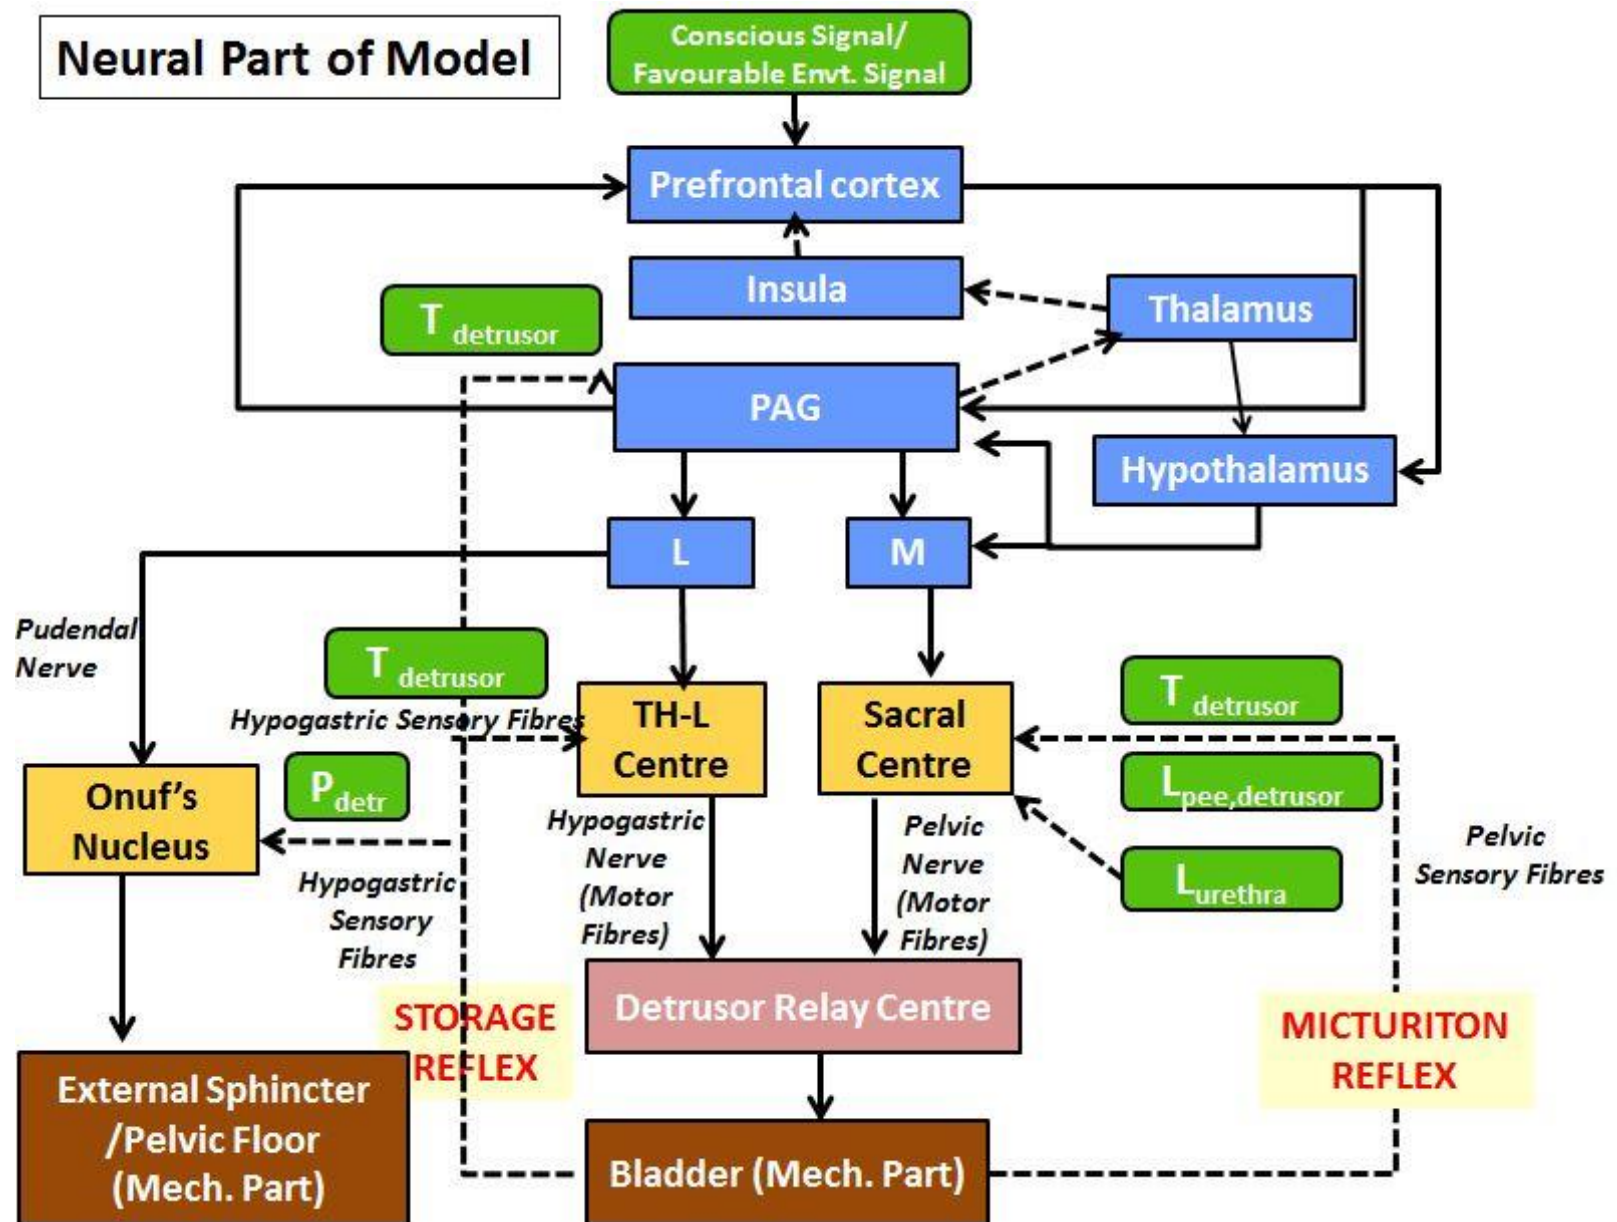 Neural Part of Model
Conscious Signal/
Favourable Envt. Signal
Prefrontal cortex
Insula
Thalamus
T detrusor
PAG
Hypothalamus
L
M
Pudendal
Nerve
T detrusor
Hypogastric Sensory Fibres
TH-L
Centre
Sacral
Centre
T detrusor
L pee,detrusor
L urethra
Pelvic
Sensory Fibres
Onuf's
Nucleus
P detr
Hypogastric
Sensory
Fibres
Hypogastric
Nerve
(Motor
Fibres)
Pelvic
Nerve
(Motor
Fibres)
Detrusor Relay Centre
STORAGE
REFLEX
MICTURITON
REFLEX
External Sphincter
/Pelvic Floor
(Mech. Part)
Bladder (Mech. Part)